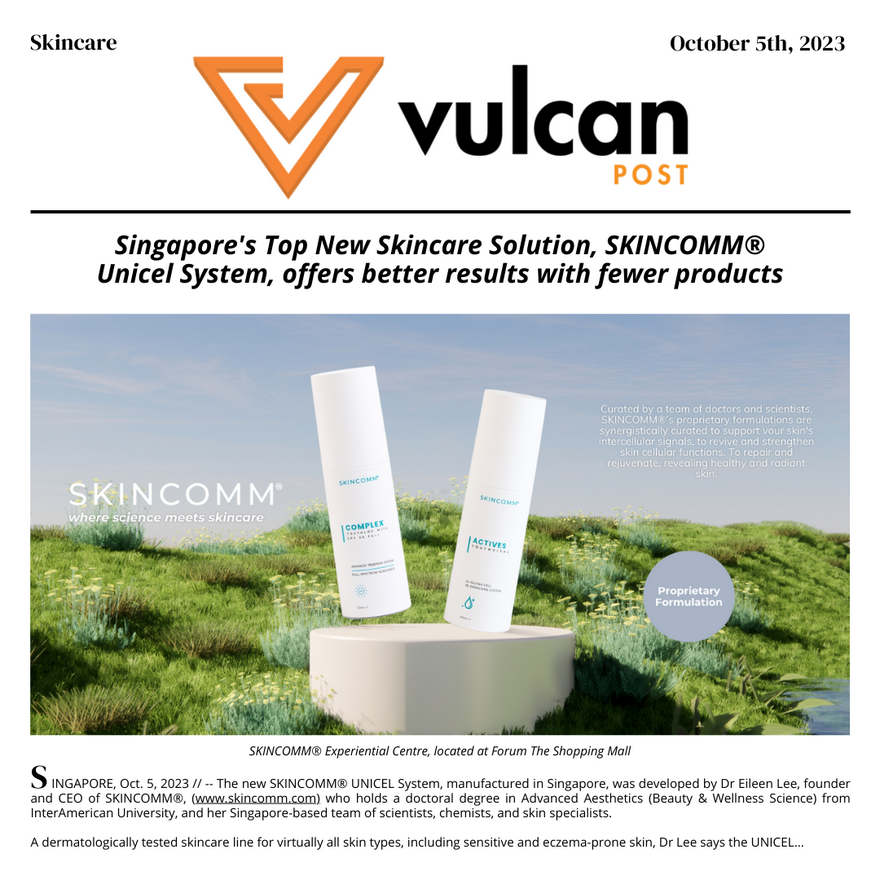 Skincare
October 5th, 2023
vulcan
POST
Singapore's Top New Skincare Solution, SKINCOMM®
Unicel System, offers better results with fewer products
Curated by a team of doctors and scientists,
SKINCOMM®'s proprietary formulations are
synergistically curated to support your skin's
intercellular signals, to revive and strengthen
skin cellular functions. To repair and
rejuvenate, revealing healthy and radiant
skin.
SKINCOMM®
where science meets skincare
SKINCOMM®
COMPLEX
SKINCOMM®
ACTIVES
Proprietary
Formulation
SKINCOMM® Experiential Centre, located at Forum The Shopping Mall
SINGAPORE, Oct. 5, 2023 // -- The new SKINCOMM® UNICEL System, manufactured in Singapore, was developed by Dr Eileen Lee, founder
and CEO of SKINCOMM®, (www.skincomm.com) who holds a doctoral degree in Advanced Aesthetics (Beauty & Wellness Science) from
InterAmerican University, and her Singapore-based team of scientists, chemists, and skin specialists.
A dermatologically tested skincare line for virtually all skin types, including sensitive and eczema-prone skin, Dr Lee says the UNICEL...